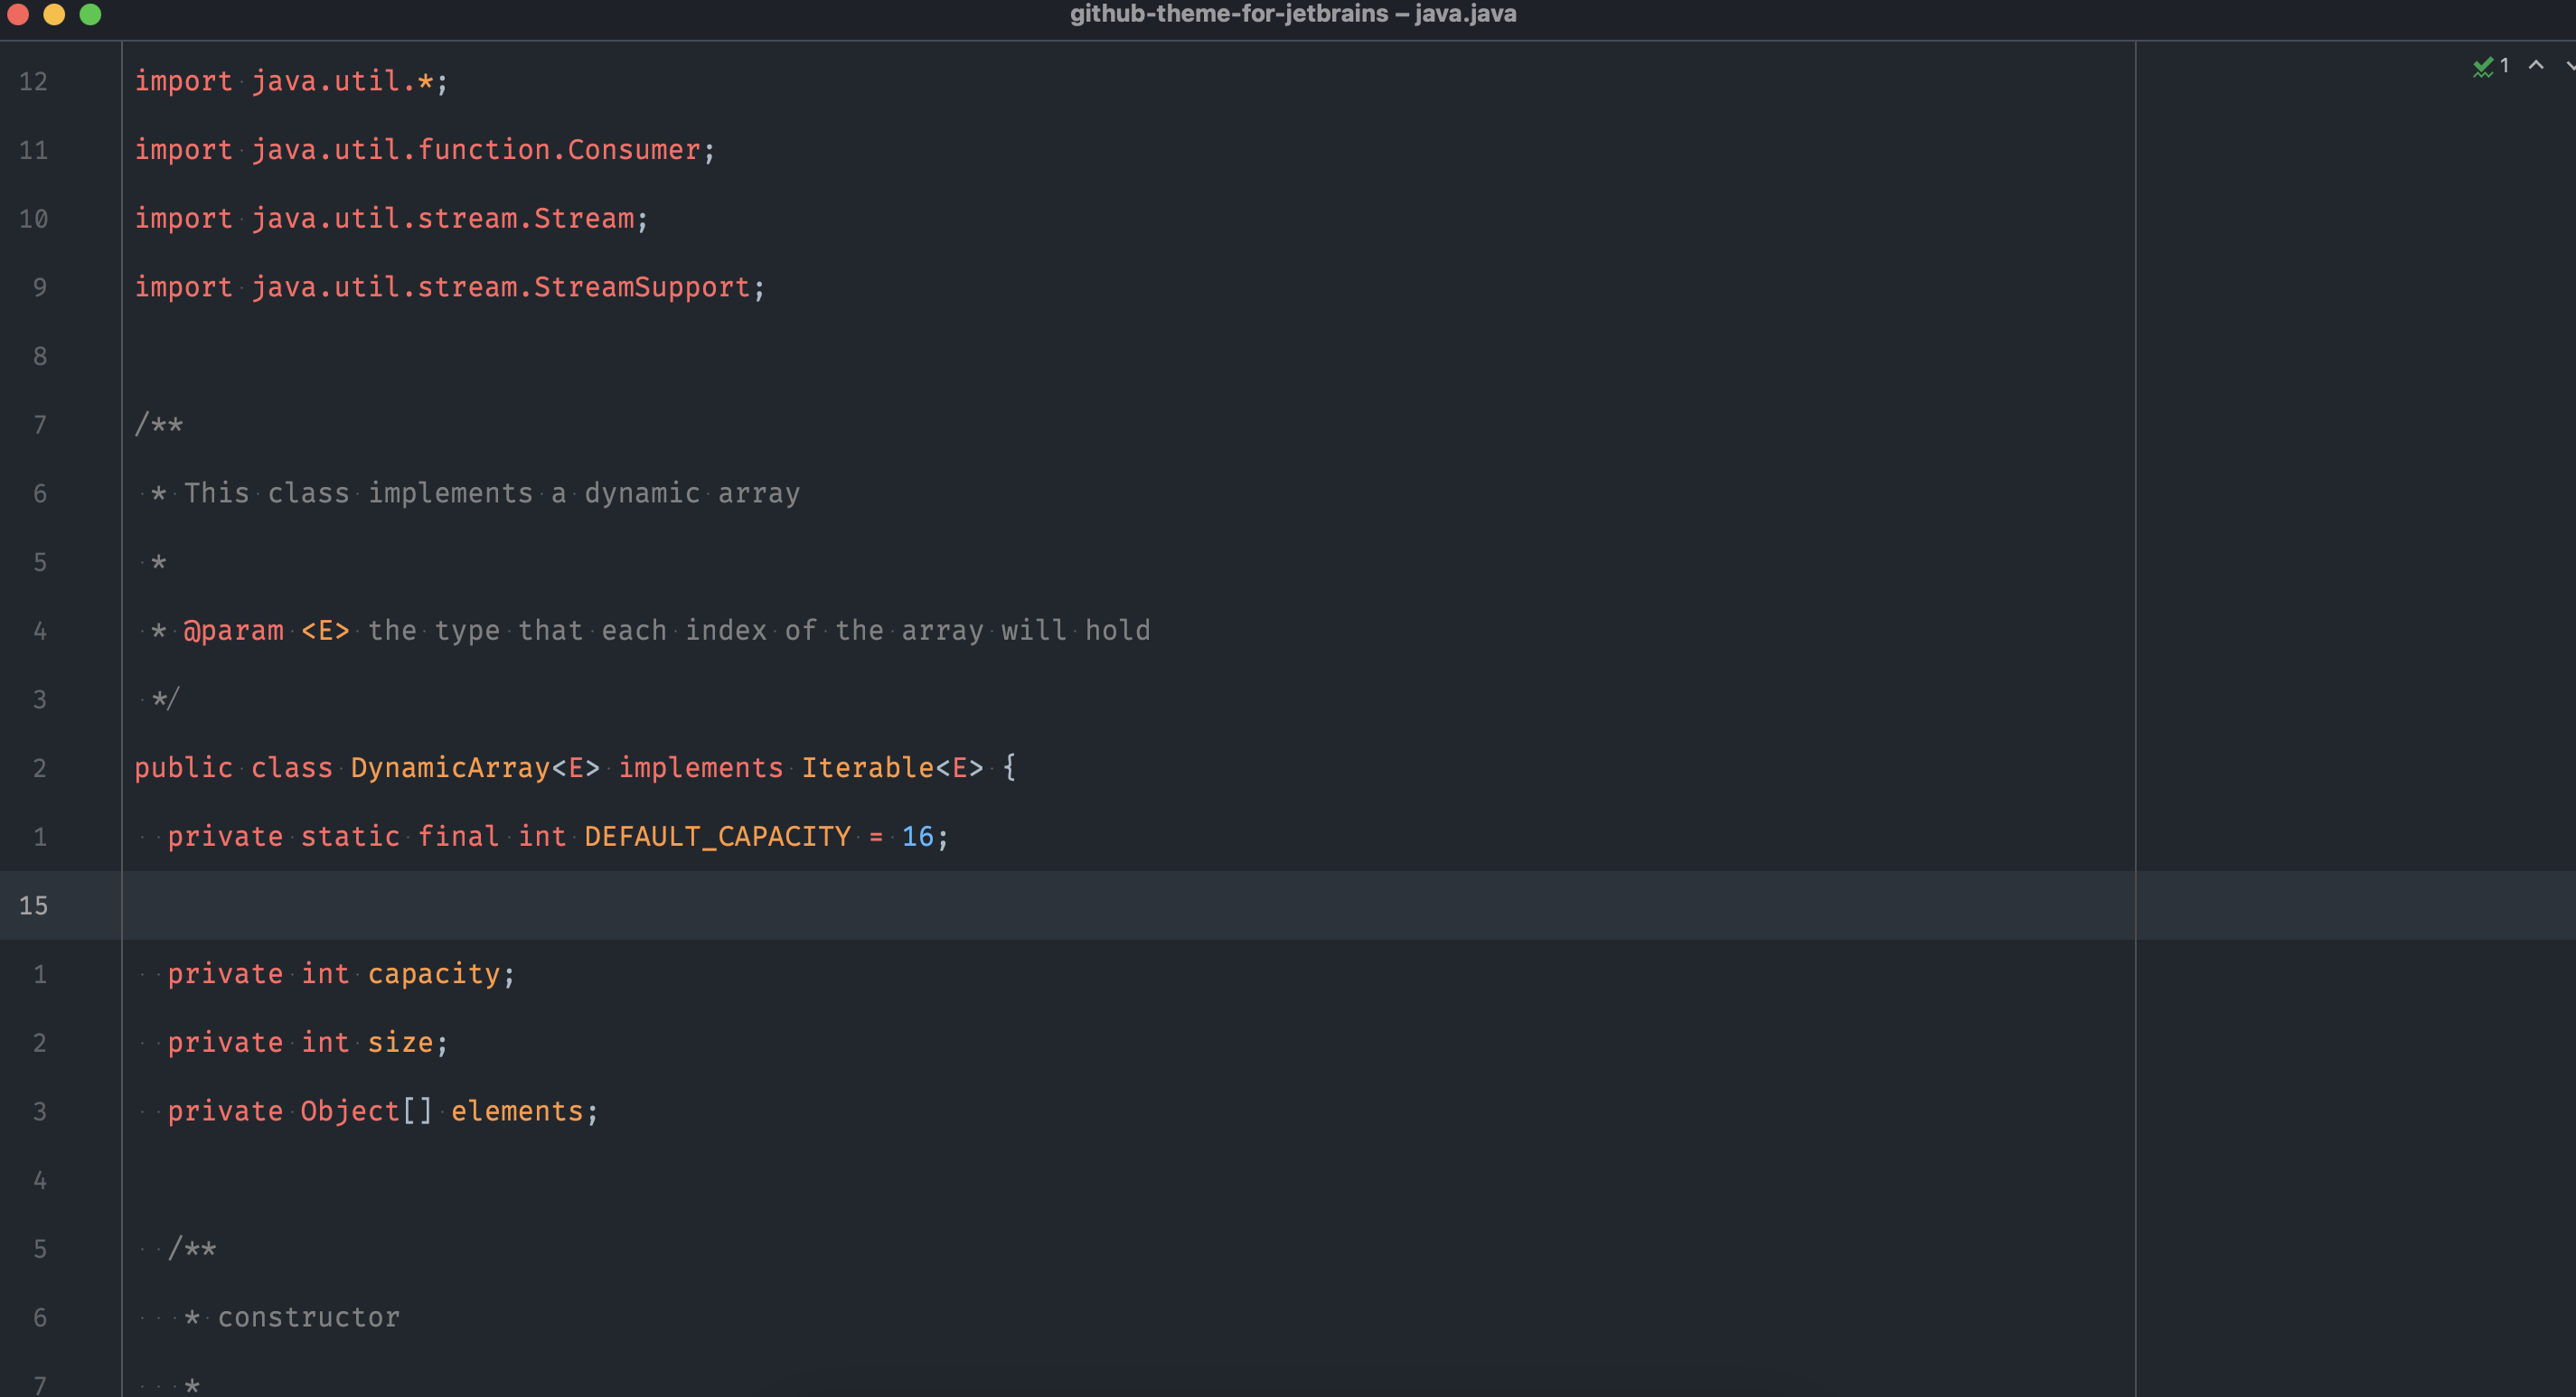 github-theme-for-jetbrains – java.java
1
12 import java.util.*;
11 import java.util.function.Consumer;
10 import java.util.stream.Stream;
9 import java.util.stream.StreamSupport;
8
7 /**
6  * This class implements a dynamic array
5  *
4  * @param <E> the type that each index of the array will hold
3  */
2 public class DynamicArray<E> implements Iterable<E> {
1   private static final int DEFAULT_CAPACITY = 16;
15
1   private int capacity;
2   private int size;
3   private Object[] elements;
4
5   /**
6    * constructor
7    *